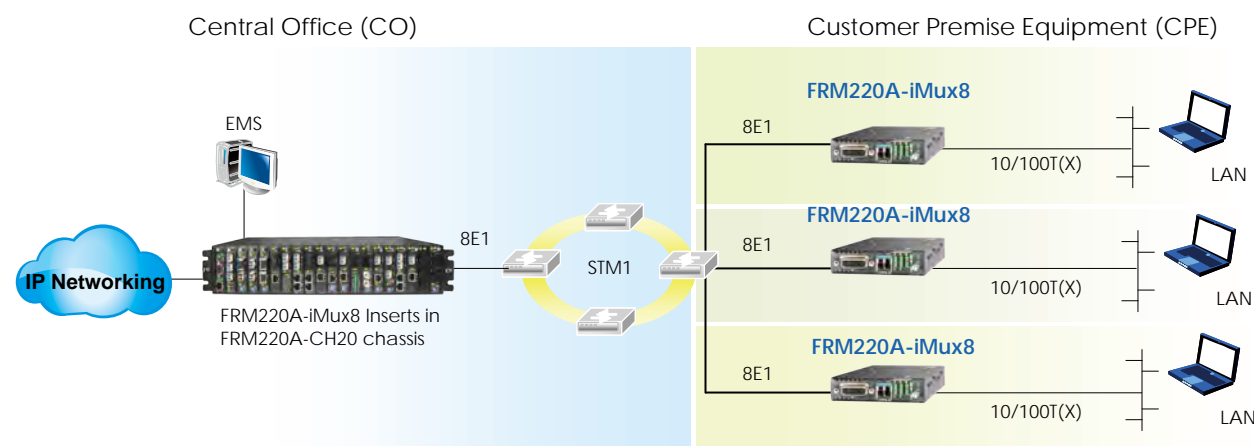 Central Office (CO)
Customer Premise Equipment (CPE)
EMS
IP Networking
8E1
FRM220A-iMux8 Inserts in
FRM220A-CH20 chassis
STM1
FRM220A-iMux8
8E1
10/100T(X)
LAN
FRM220A-iMux8
8E1
10/100T(X)
LAN
FRM220A-iMux8
8E1
10/100T(X)
LAN